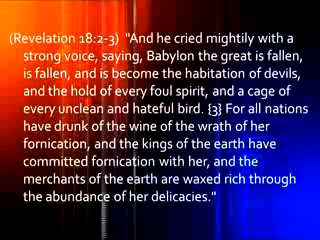 (Revelation 18:2-3)  "And he cried mightily with a
strong voice, saying, Babylon the great is fallen,
is fallen, and is become the habitation of devils,
and the hold of every foul spirit, and a cage of
every unclean and hateful bird. {3} For all nations
have drunk of the wine of the wrath of her
fornication, and the kings of the earth have
committed fornication with her, and the
merchants of the earth are waxed rich through
the abundance of her delicacies."